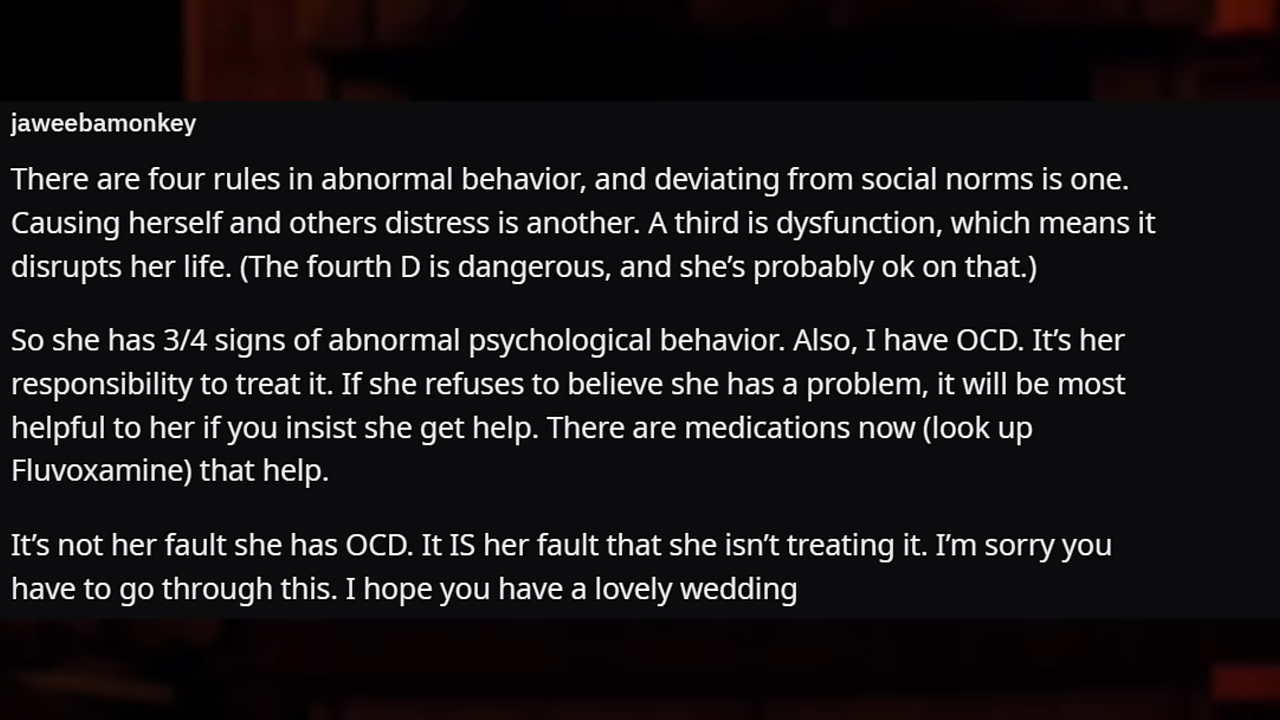 jaweebamonkey
There are four rules in abnormal behavior, and deviating from social norms is one.
Causing herself and others distress is another. A third is dysfunction, which means it
disrupts her life. (The fourth D is dangerous, and she’s probably ok on that.)
So she has 3/4 signs of abnormal psychological behavior. Also, I have OCD. It’s her
responsibility to treat it. If she refuses to believe she has a problem, it will be most
helpful to her if you insist she get help. There are medications now (look up
Fluvoxamine) that help.
It’s not her fault she has OCD. It IS her fault that she isn’t treating it. I’m sorry you
have to go through this. I hope you have a lovely wedding